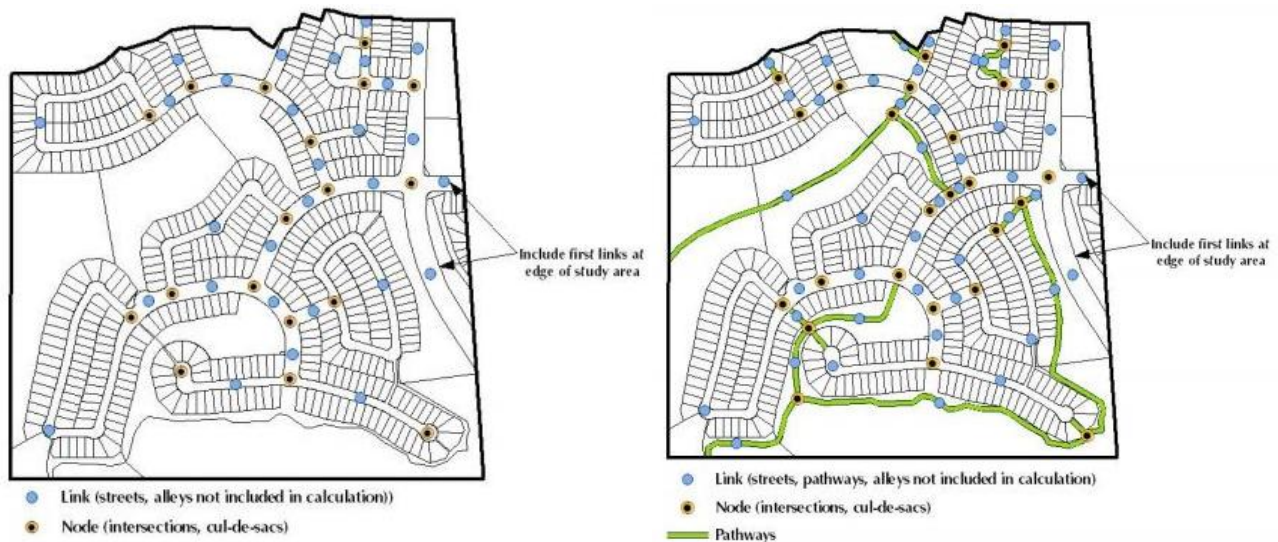 Include first links at
edge of study area
Link (streets, alleys not included in calculation))
Node (intersections, cul-de-sacs)
Include first links at
edge of study area
Link (streets, pathways, alleys not included in calculation)
Node (intersections, cul-de-sacs)
Pathways